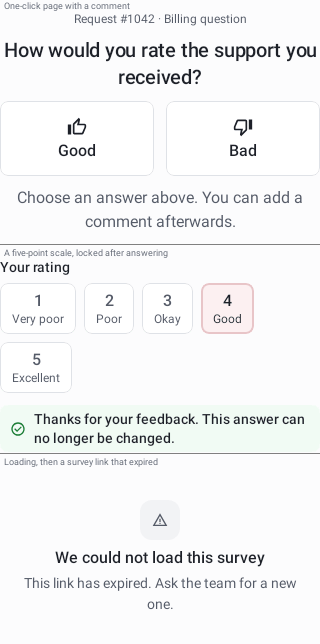 One-click page with a comment
Request #1042 · Billing question
How would you rate the support you
received?
Good
Bad
Choose an answer above. You can add a
comment afterwards.
A five-point scale, locked after answering
Your rating
1
Very poor
2
Poor
3
Okay
4
Good
5
Excellent
Thanks for your feedback. This answer can
no longer be changed.
Loading, then a survey link that expired
We could not load this survey
This link has expired. Ask the team for a new
one.